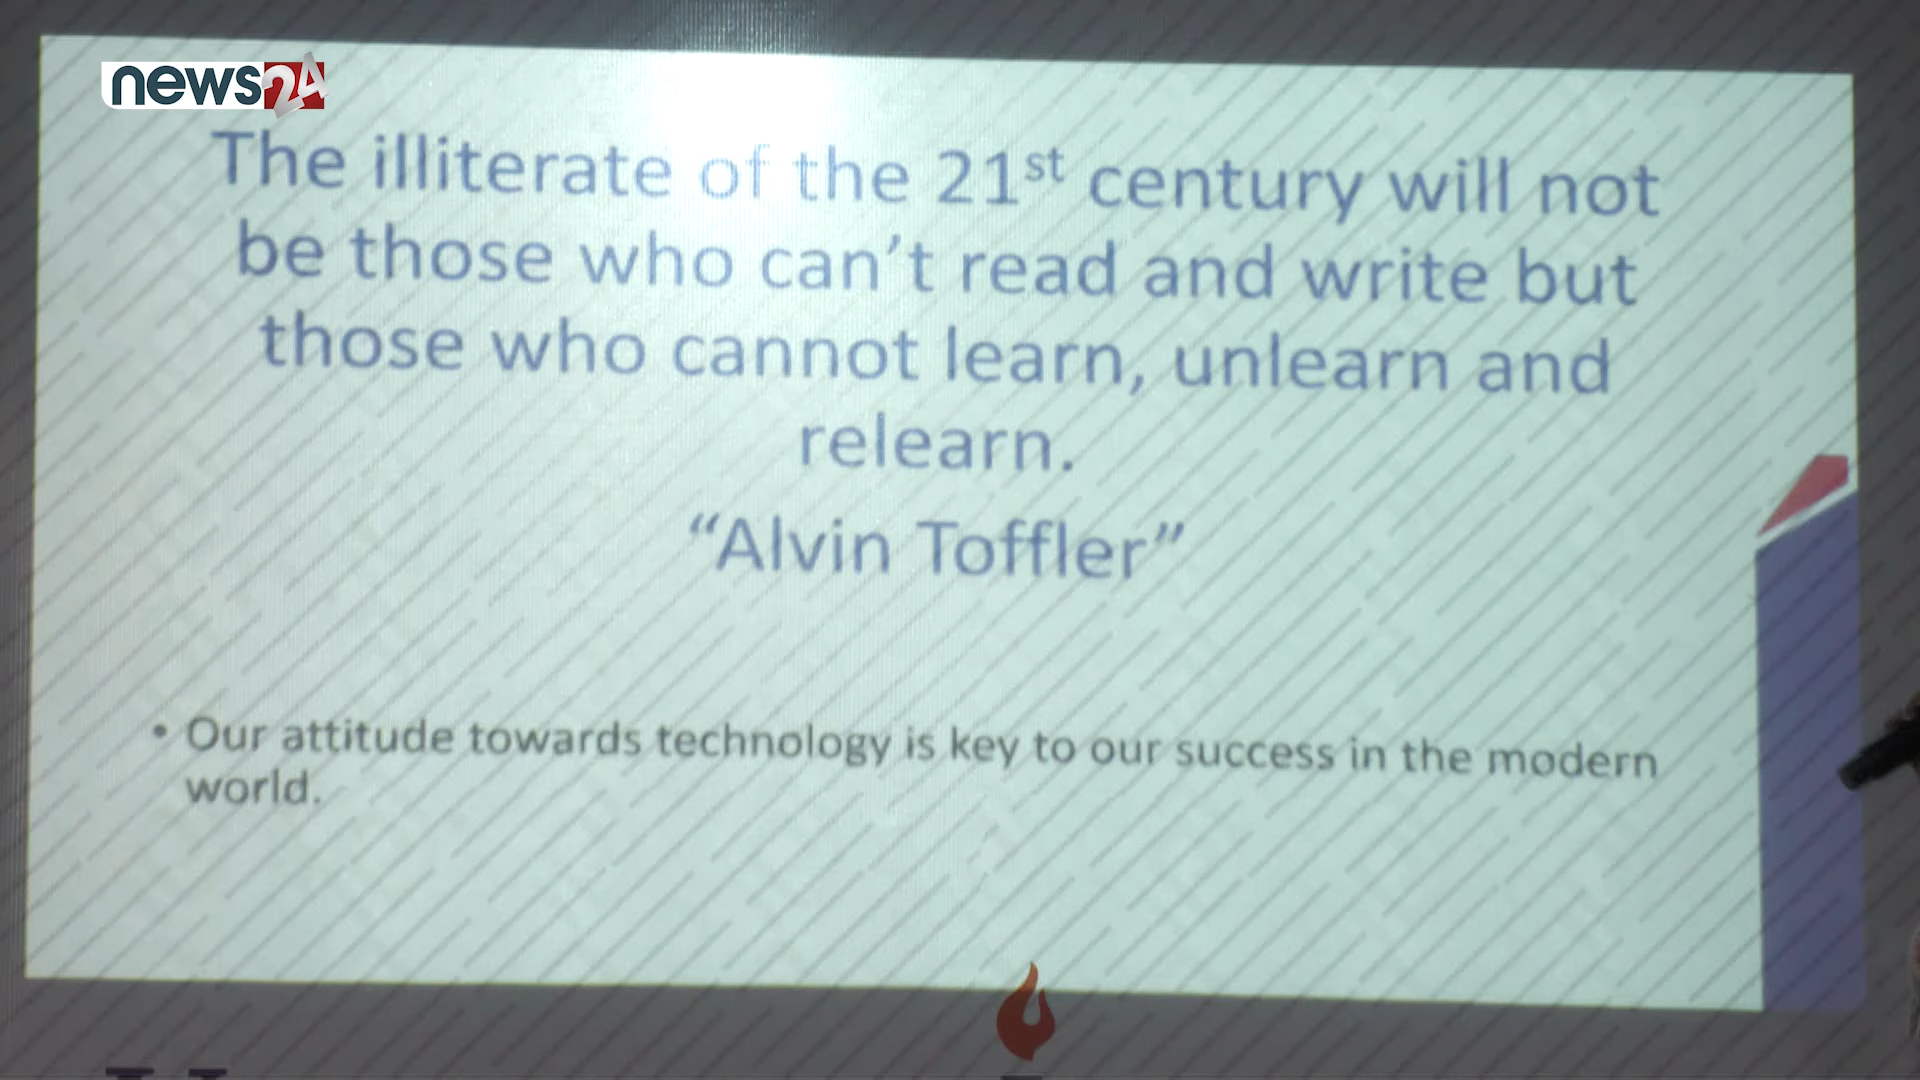 news24
The illiterate of the 21st century will not
be those who can't read and write but
those who cannot learn, unlearn and
relearn.
“Alvin Toffler”
• Our attitude towards technology is key to our success in the modern
world.